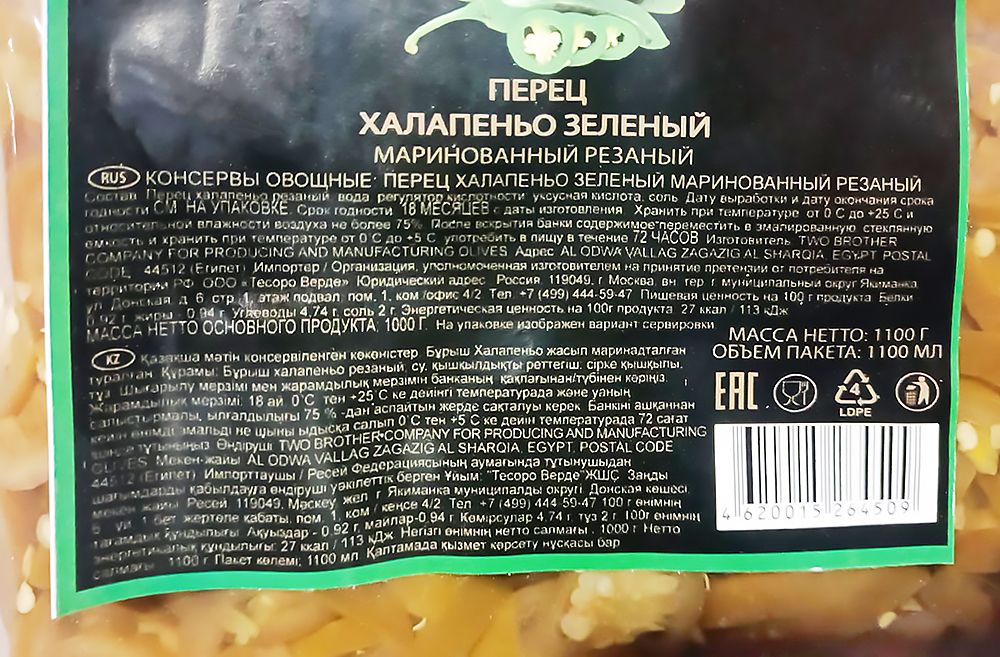 ПЕРЕЦ
ХАЛАПЕНЬО ЗЕЛЕНЫЙ
МАРИНОВАННЫЙ РЕЗАНЫЙ
RUS КОНСЕРВЫ ОВОЩНЫЕ: ПЕРЕЦ ХАЛАПЕНЬО ЗЕЛЕНЫЙ МАРИНОВАННЫЙ РЕЗАНЫЙ
Состав: Перец халапеньо резаный, вода, регулятор кислотности: уксусная кислота, соль. Дату выработки и дату окончания срока
годности СМ. НА УПАКОВКЕ. Срок годности: 18 МЕСЯЦЕВ с даты изготовления. Хранить при температуре от 0˚С до +25 С и
относительной влажности воздуха не более 75%. После вскрытия банки содержимое переместить в эмалированную, стеклянную
емкость и хранить при температуре от 0˚С до +5 С, употребить в пищу в течение 72 ЧАСОВ. Изготовитель: TWO BROTHER
COMPANY FOR PRODUCING AND MANUFACTURING OLIVES. Адрес: AL ODWA VALLAG ZAGAZIG AL SHARQIA, EGYPT. POSTAL
CODE 44512 (Египет). Импортер / Организация, уполномоченная изготовителем на принятие претензии от потребителя на
территории РФ: ООО «Тесоро Верде» Юридический адрес: Россия, 119049, г. Москва, вн. тер. г. муниципальный округ Якиманка,
ул. Донская, д. 6, стр. 1, этаж подвал, пом. 1, ком./офис 4/2. Тел. +7 (499) 444-59-47. Пищевая ценность на 100 г продукта: Белки
0,92 г, жиры - 0.94 г, Углеводы 4.74 г, соль 2 г. Энергетическая ценность на 100г продукта: 27 ккал / 113 кДж.
МАССА НЕТТО ОСНОВНОГО ПРОДУКТА: 1000 Г. На упаковке изображен вариант сервировки.
МАССА НЕТТО: 1100 Г
ОБЪЕМ ПАКЕТА: 1100 МЛ
KZ Қазақша мәтін консервіленген көкөністер. Бұрыш Халапеньо жасыл маринадталған
туралған. Құрамы: Бұрыш халапеньо резаный, су, қышқылдықты реттегіш: сірке қышқылы,
тұз. Шығарылу мерзімі мен жарамдылық мерзімін банканың қақпағынан/түбінен көріңіз.
Жарамдылық мерзімі: 18 ай. 0˚С тен +25˚С ке дейінгі температурада және ауаның
салыстырмалы, ылғалдылығы 75 % -дан аспайтын жерде сақталуы керек. Банкіні ашқаннан
кейін өнімді эмальді не шыны ыдысқа салып 0˚С тен +5˚С ке дейін температурада 72 сағат
ішінде тұтыныңыз. Өндіруші: TWO BROTHER COMPANY FOR PRODUCING AND MANUFACTURING
OLIVES. Мекен-жайы: AL ODWA VALLAG ZAGAZIG AL SHARQIA, EGYPT. POSTAL CODE
44512 (Египет). Импорттаушы / Ресей Федерациясының аумағында тұтынушыдан
шағымдарды қабылдауға өндіруші уәкілеттік берген Ұйым: "Тесоро Верде" ЖШС. Заңды
мекен жайы: Ресей, 119049, Мәскеу, жел. г. Якиманка муниципалды округі, Донская көшесі,
6 үй, 1 бет, жертөле қабаты, пом. 1, ком / кеңсе 4/2. Тел. +7 (499) 444-59-47. 100 г өнімнің
тағамдық құндылығы: Ақуыздар - 0.92 г, майлар-0.94 г, Көмірсулар 4.74 г, тұз 2 г. 100г өнімнің
энергетикалық құндылығы: 27 ккал / 113 кДж. Негізгі өнімнің нетто салмағы: 1000 г. Нетто
салмағы: 1100 г. Пакет көлемі: 1100 мл. Қаптамада қызмет көрсету нұсқасы бар
EAC
4
LDPE
4 620015 264509